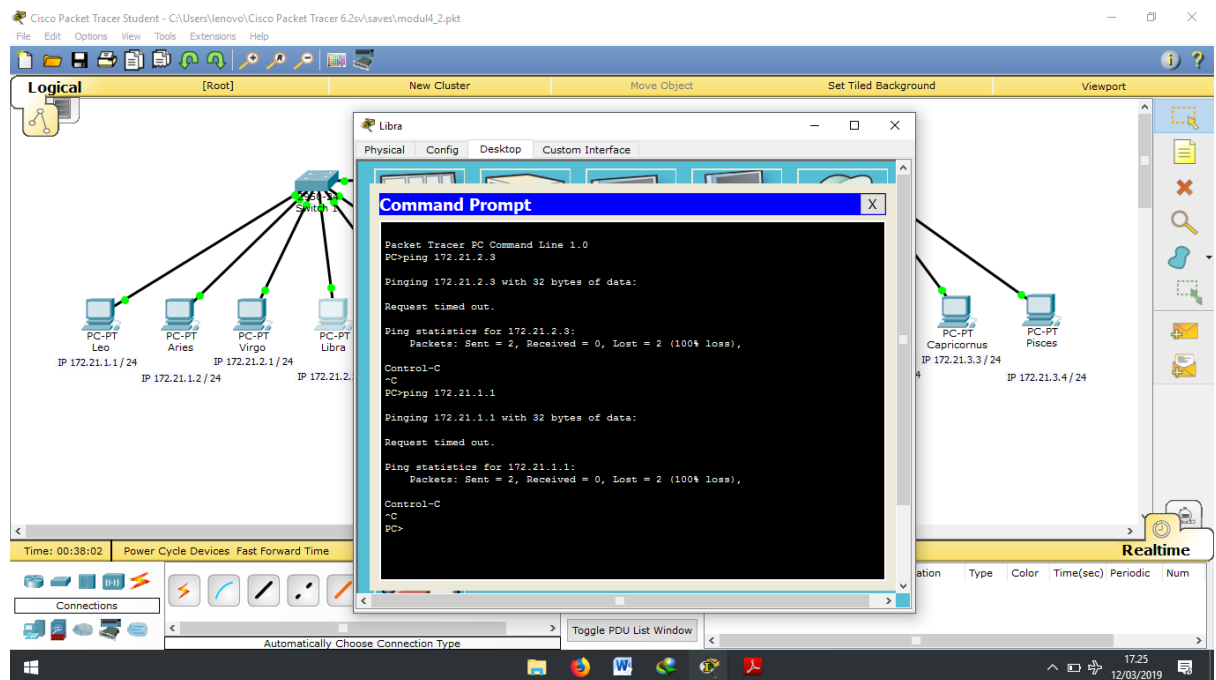 Cisco Packet Tracer Student - C:\Users\lenovo\Cisco Packet Tracer 6.2sv\saves\modul4_2.pkt
File Edit Options View Tools Extensions Help
Logical [Root] New Cluster Move Object Set Tiled Background Viewport
Libra
Physical Config Desktop Custom Interface
Command Prompt X
Packet Tracer PC Command Line 1.0
PC>ping 172.21.2.3
Pinging 172.21.2.3 with 32 bytes of data:
Request timed out.
Ping statistics for 172.21.2.3:
Packets: Sent = 2, Received = 0, Lost = 2 (100% loss),
Control-C
^C
PC>ping 172.21.1.1
Pinging 172.21.1.1 with 32 bytes of data:
Request timed out.
Ping statistics for 172.21.1.1:
Packets: Sent = 2, Received = 0, Lost = 2 (100% loss),
Control-C
^C
PC>
Switch 1
PC-PT
Leo
IP 172.21.1.1 / 24
PC-PT
Aries
IP 172.21.1.2 / 24
PC-PT
Virgo
IP 172.21.2.1 / 24
PC-PT
Libra
IP 172.21.2.
PC-PT
Capricornus
IP 172.21.3.3 / 24
4
PC-PT
Pisces
IP 172.21.3.4 / 24
Time: 00:38:02 Power Cycle Devices Fast Forward Time Realtime
Connections
Automatically Choose Connection Type
Toggle PDU List Window
ation Type Color Time(sec) Periodic Num
17.25
12/03/2019